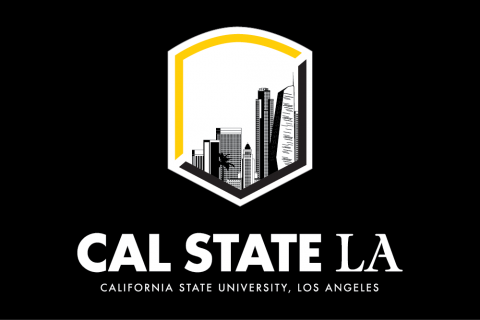 CAL STATE LA
CALIFORNIA STATE UNIVERSITY, LOS ANGELES